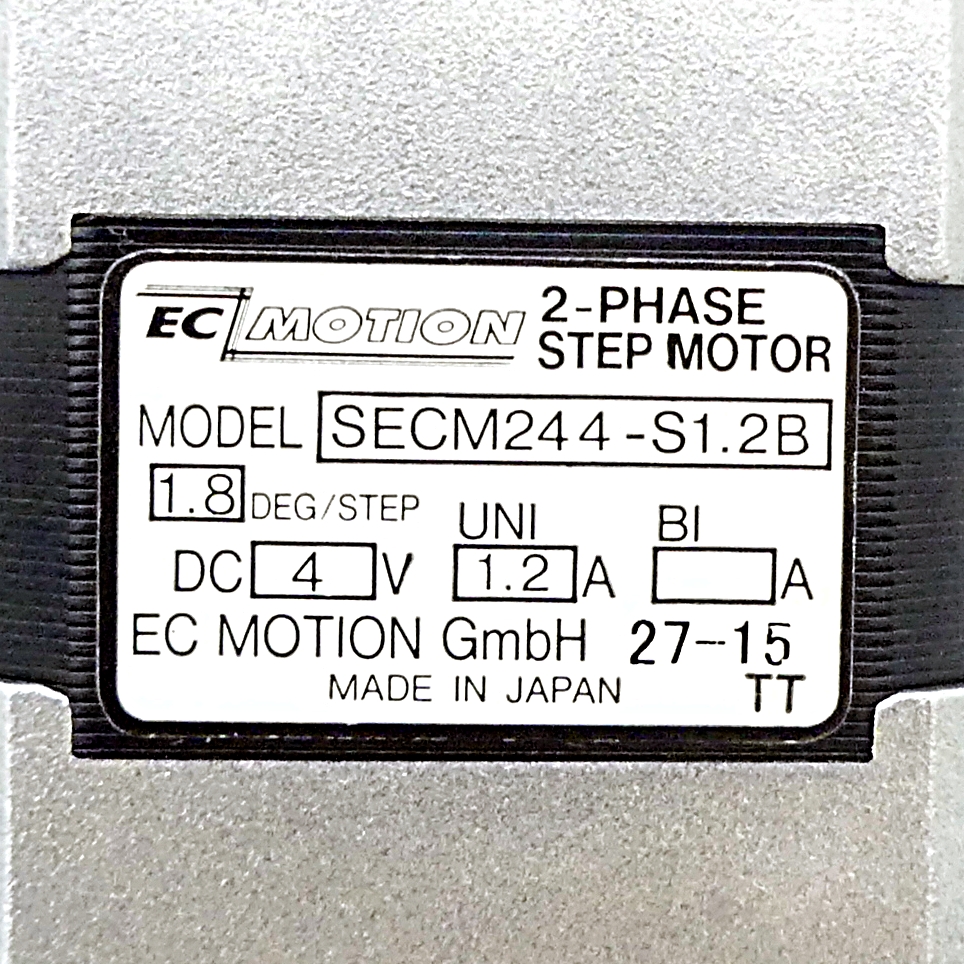 EC MOTION 2-PHASE
STEP MOTOR
MODEL SECM244-S1.2B
1.8 DEG/STEP UNI BI
DC 4 V 1.2 A A
EC MOTION GmbH 27-15
MADE IN JAPAN TT